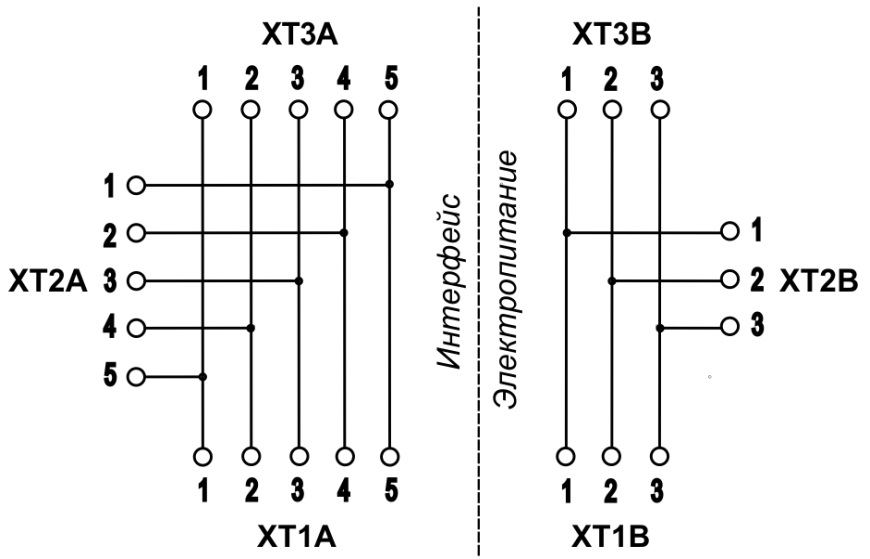 XT3A
XT3B
1 2 3 4 5
1 2 3
1
2
XT2A 3
4
5
Интерфейс
Электропитание
1
2 XT2B
3
1 2 3 4 5
1 2 3
XT1A
XT1B